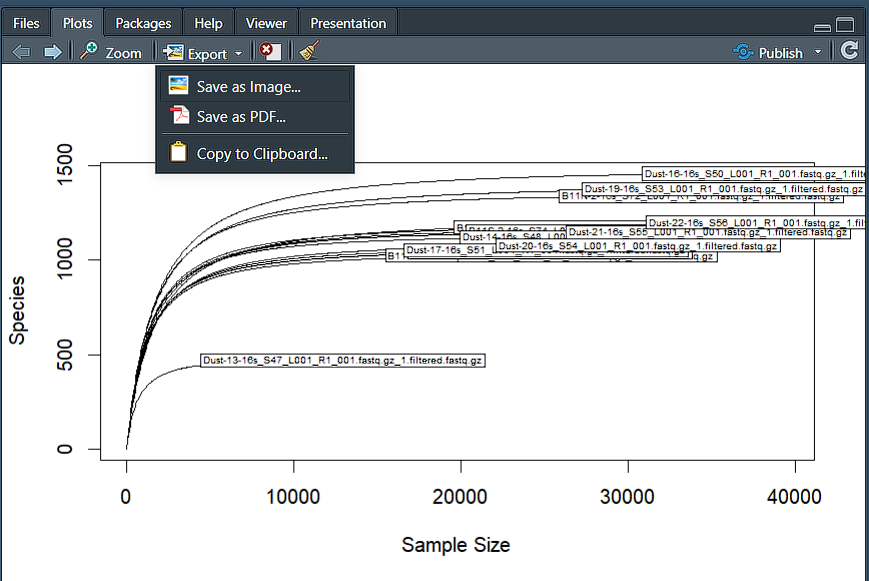 Files Plots Packages Help Viewer Presentation
Zoom Export Publish
Save as Image...
Save as PDF...
Copy to Clipboard...
1500
Dust-16-16s_S50_L001_R1_001.fastq.gz_1.filtered.fastq
Dust-19-16s_S53_L001_R1_001.fastq.gz_1.filtered.fastq.gz
Dust-22-16s_S56_L001_R1_001.fastq.gz_1.fil
Dust-21-16s_S55_L001_R1_001.fastq.gz_1.filtered.fastq.gz
Dust-20-16s_S54_L001_R1_001.fastq.gz_1.filtered.fastq.gz
Dust-17-16s_S51
1000
Species
500
Dust-13-16s_S47_L001_R1_001.fastq.gz_1.filtered.fastq.gz
0
0 10000 20000 30000 40000
Sample Size